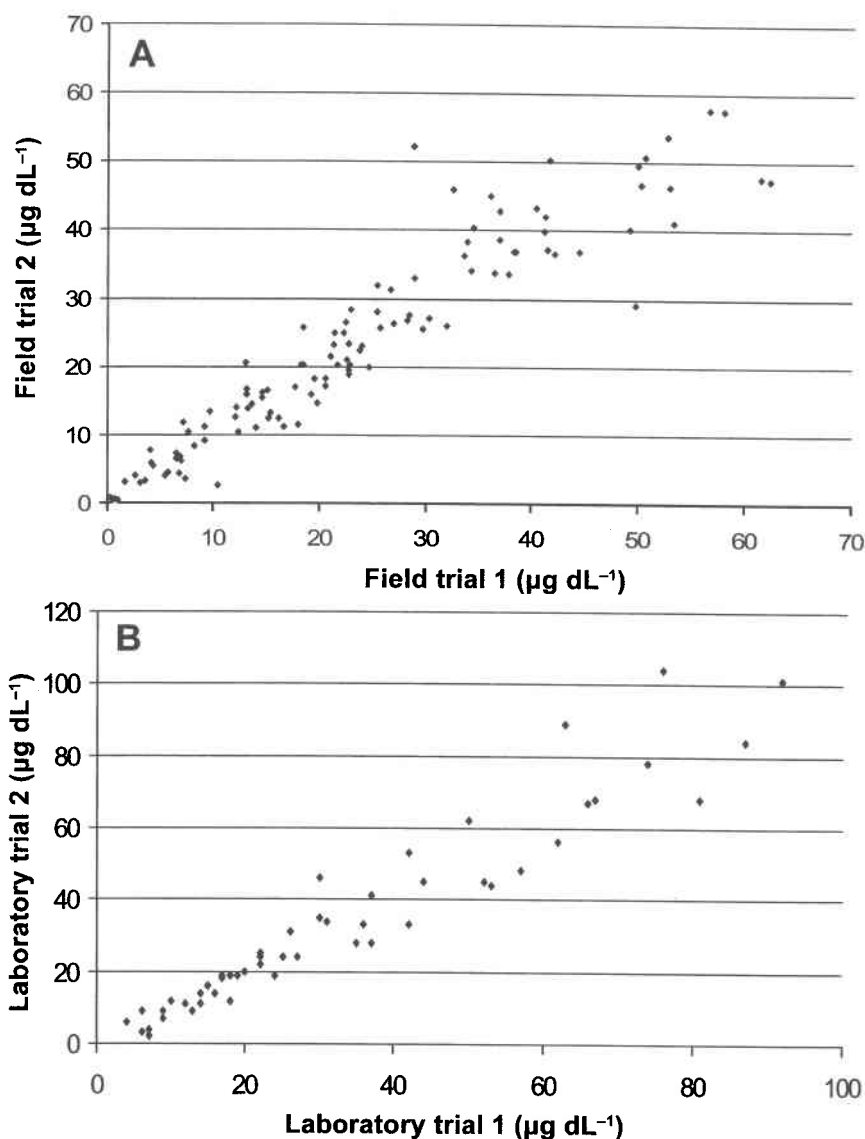 A
70
60
50
40
30
20
10
0
Field trial 2 (µg dL⁻¹)
0 10 20 30 40 50 60 70
Field trial 1 (µg dL⁻¹)
B
120
100
80
60
40
20
0
Laboratory trial 2 (µg dL⁻¹)
0 20 40 60 80 100
Laboratory trial 1 (µg dL⁻¹)